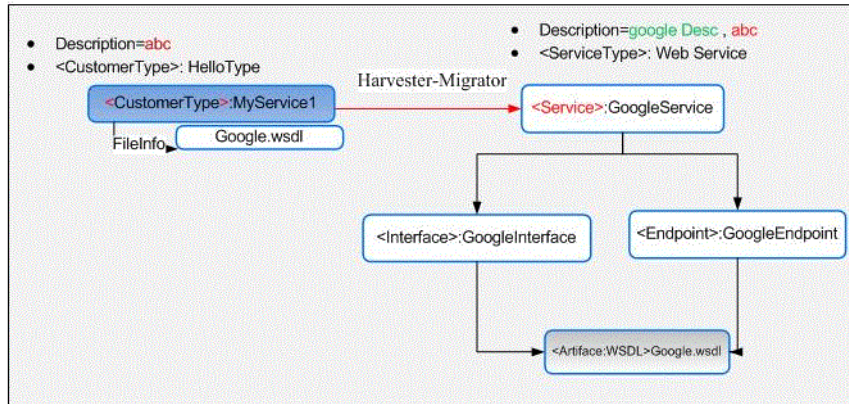 Description=abc
<CustomerType>: HelloType
Description=google Desc , abc
<ServiceType>: Web Service
Harvester-Migrator
<CustomerType>:MyService1
<Service>:GoogleService
FileInfo
Google.wsdl
<Interface>:GoogleInterface
<Endpoint>:GoogleEndpoint
<Artiface:WSDL>Google.wsdl